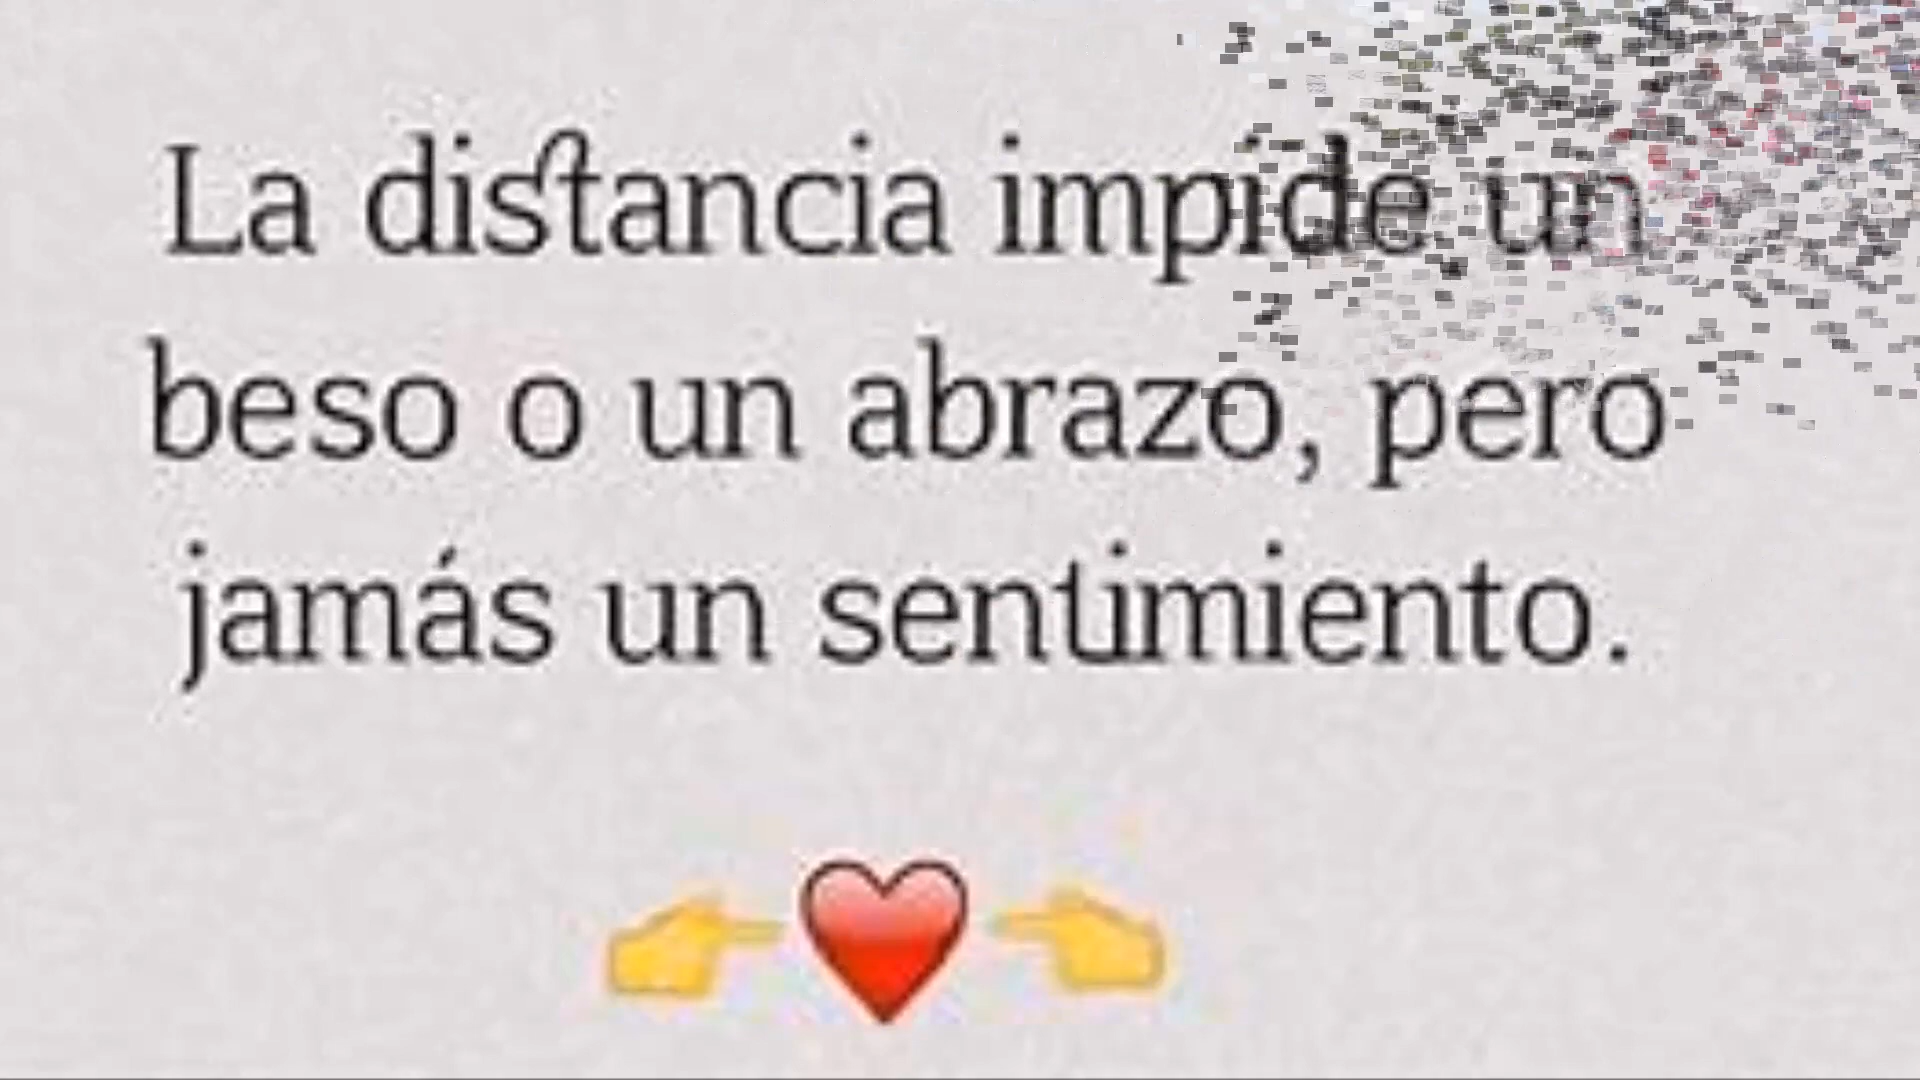 La distancia impide un
beso o un abrazo, pero
jamás un sentimiento.